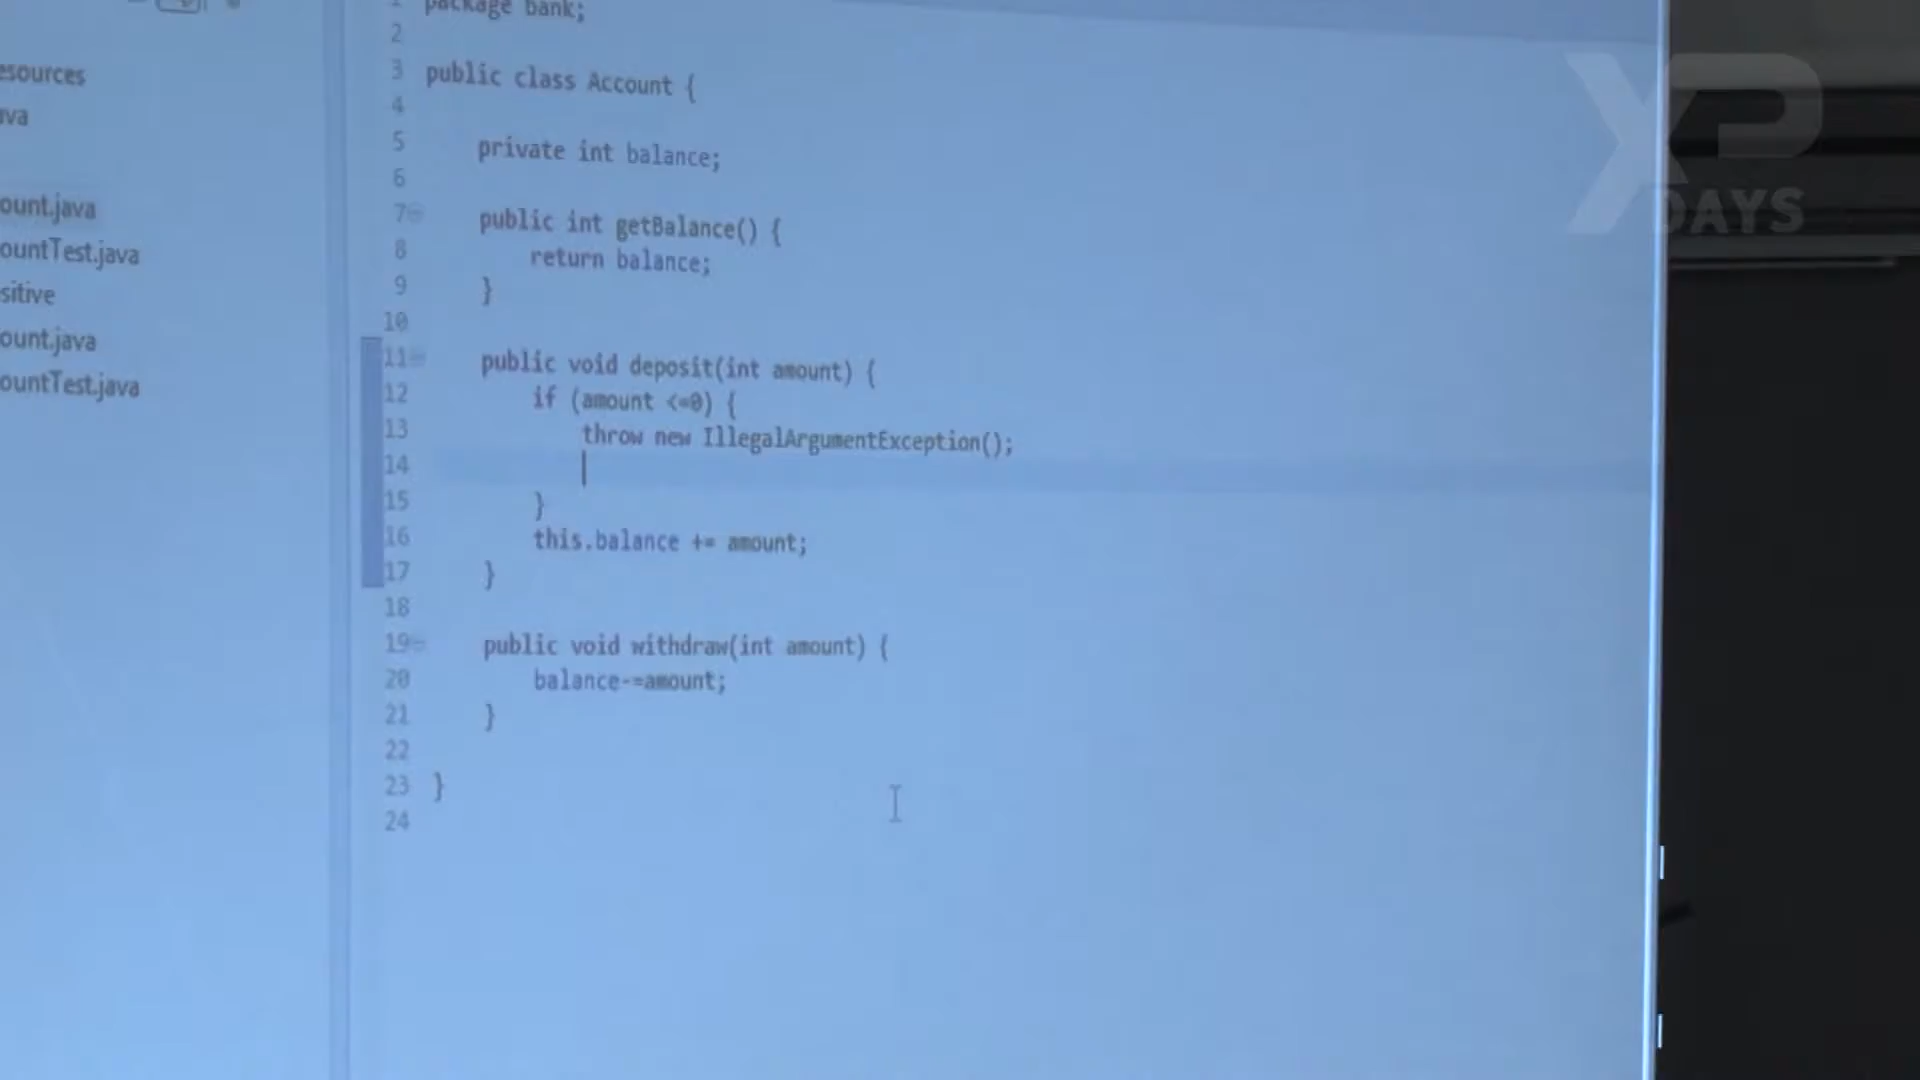 esources
ava
ount.java
ountTest.java
sitive
ount.java
ountTest.java
1 package bank;
2
3 public class Account {
4
5 private int balance;
6
7 public int getBalance() {
8 return balance;
9 }
10
11 public void deposit(int amount) {
12 if (amount <=0) {
13 throw new IllegalArgumentException();
14
15 }
16 this.balance += amount;
17 }
18
19 public void withdraw(int amount) {
20 balance-=amount;
21 }
22
23 }
24
XP
DAYS